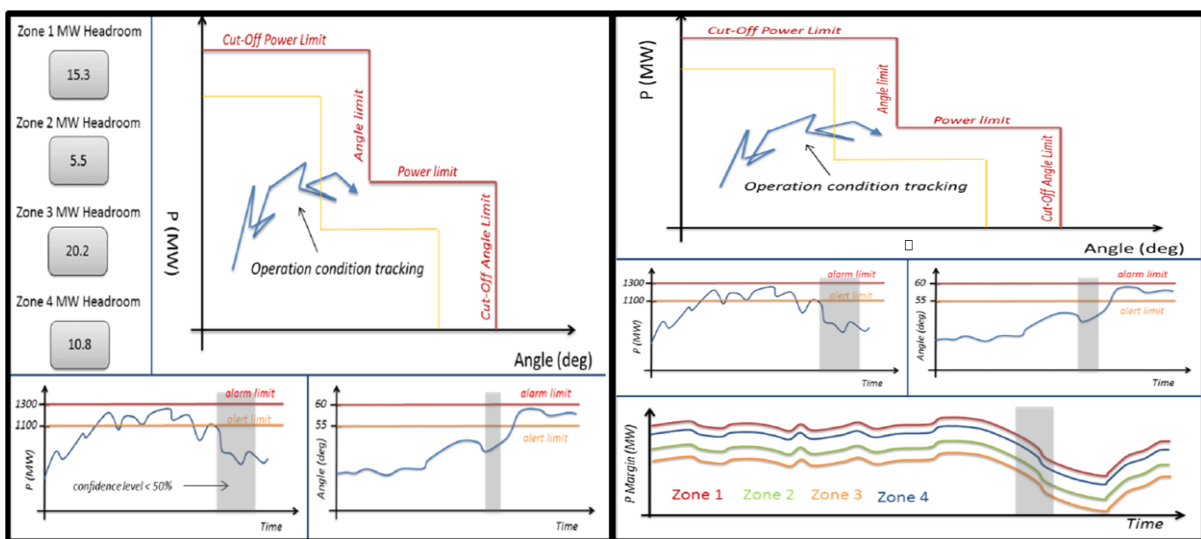 Zone 1 MW Headroom
15.3
Zone 2 MW Headroom
5.5
Zone 3 MW Headroom
20.2
Zone 4 MW Headroom
10.8
P (MW)
Cut-Off Power Limit
Angle limit
Power limit
Cut-Off Angle Limit
Operation condition tracking
Angle (deg)
P (MW)
1300
1100
alarm limit
alert limit
confidence level < 50%
Time
Angle (deg)
60
55
alarm limit
alert limit
Time
P (MW)
Cut-Off Power Limit
Angle limit
Power limit
Cut-Off Angle Limit
Operation condition tracking
Angle (deg)
P (MW)
1300
1100
alarm limit
alert limit
Time
Angle (deg)
60
55
alarm limit
alert limit
Time
P Margin (MW)
Zone 1 Zone 2 Zone 3 Zone 4
Time